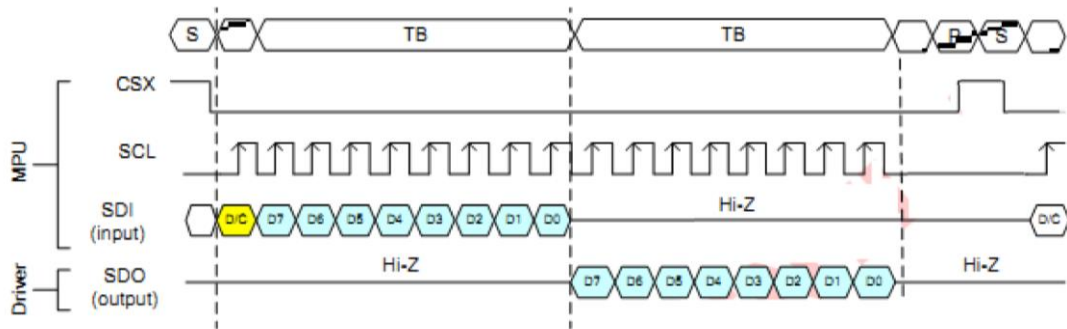 S TB TB P S
CSX
SCL
MPU
SDI D/C D7 D6 D5 D4 D3 D2 D1 D0 Hi-Z D/C
(input)
Driver
SDO Hi-Z D7 D6 D5 D4 D3 D2 D1 D0 Hi-Z
(output)